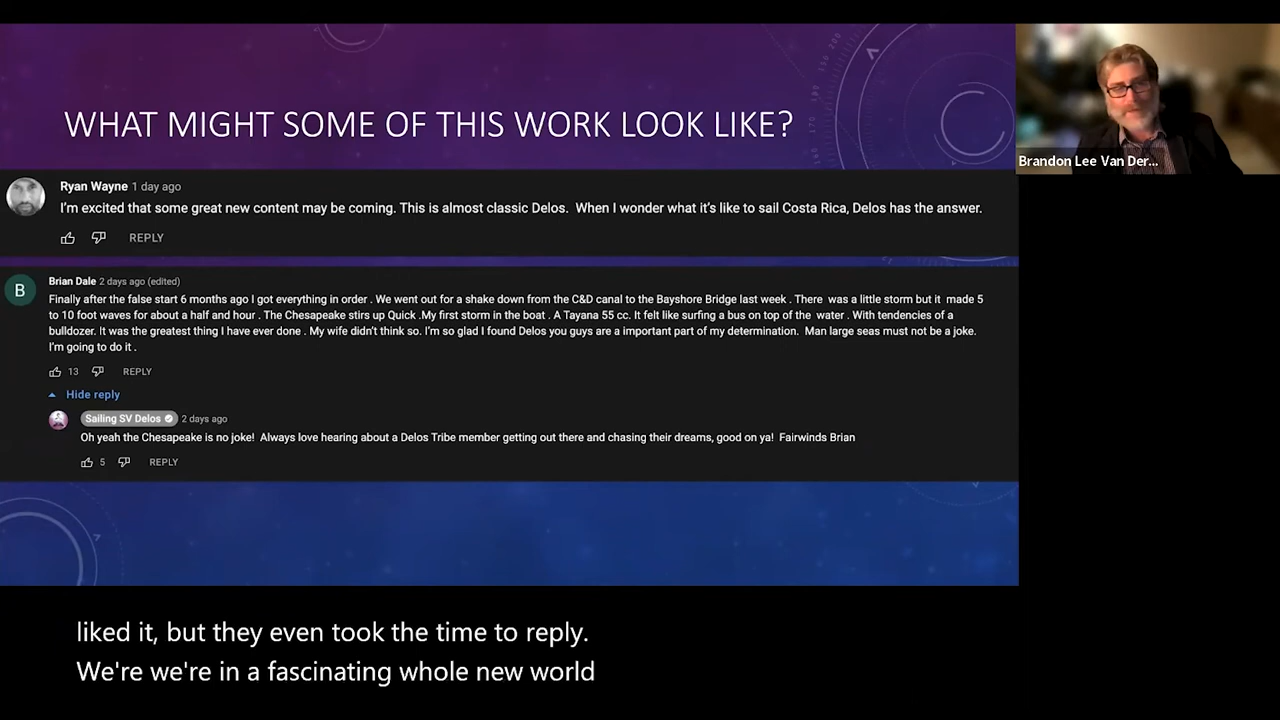 WHAT MIGHT SOME OF THIS WORK LOOK LIKE?
Brandon Lee Van Der...
Ryan Wayne 1 day ago
I'm excited that some great new content may be coming. This is almost classic Delos.  When I wonder what it's like to sail Costa Rica, Delos has the answer.
REPLY
B
Brian Dale 2 days ago (edited)
Finally after the false start 6 months ago I got everything in order . We went out for a shake down from the C&D canal to the Bayshore Bridge last week . There  was a little storm but it  made 5
to 10 foot waves for about a half and hour . The Chesapeake stirs up Quick .My first storm in the boat . A Tayana 55 cc. It felt like surfing a bus on top of the  water . With tendencies of a
bulldozer. It was the greatest thing I have ever done . My wife didn't think so. I'm so glad I found Delos you guys are a important part of my determination.  Man large seas must not be a joke.
I'm going to do it .
13 REPLY
Hide reply
Sailing SV Delos 2 days ago
Oh yeah the Chesapeake is no joke!  Always love hearing about a Delos Tribe member getting out there and chasing their dreams, good on ya!  Fairwinds Brian
5 REPLY
liked it, but they even took the time to reply.
We're we're in a fascinating whole new world